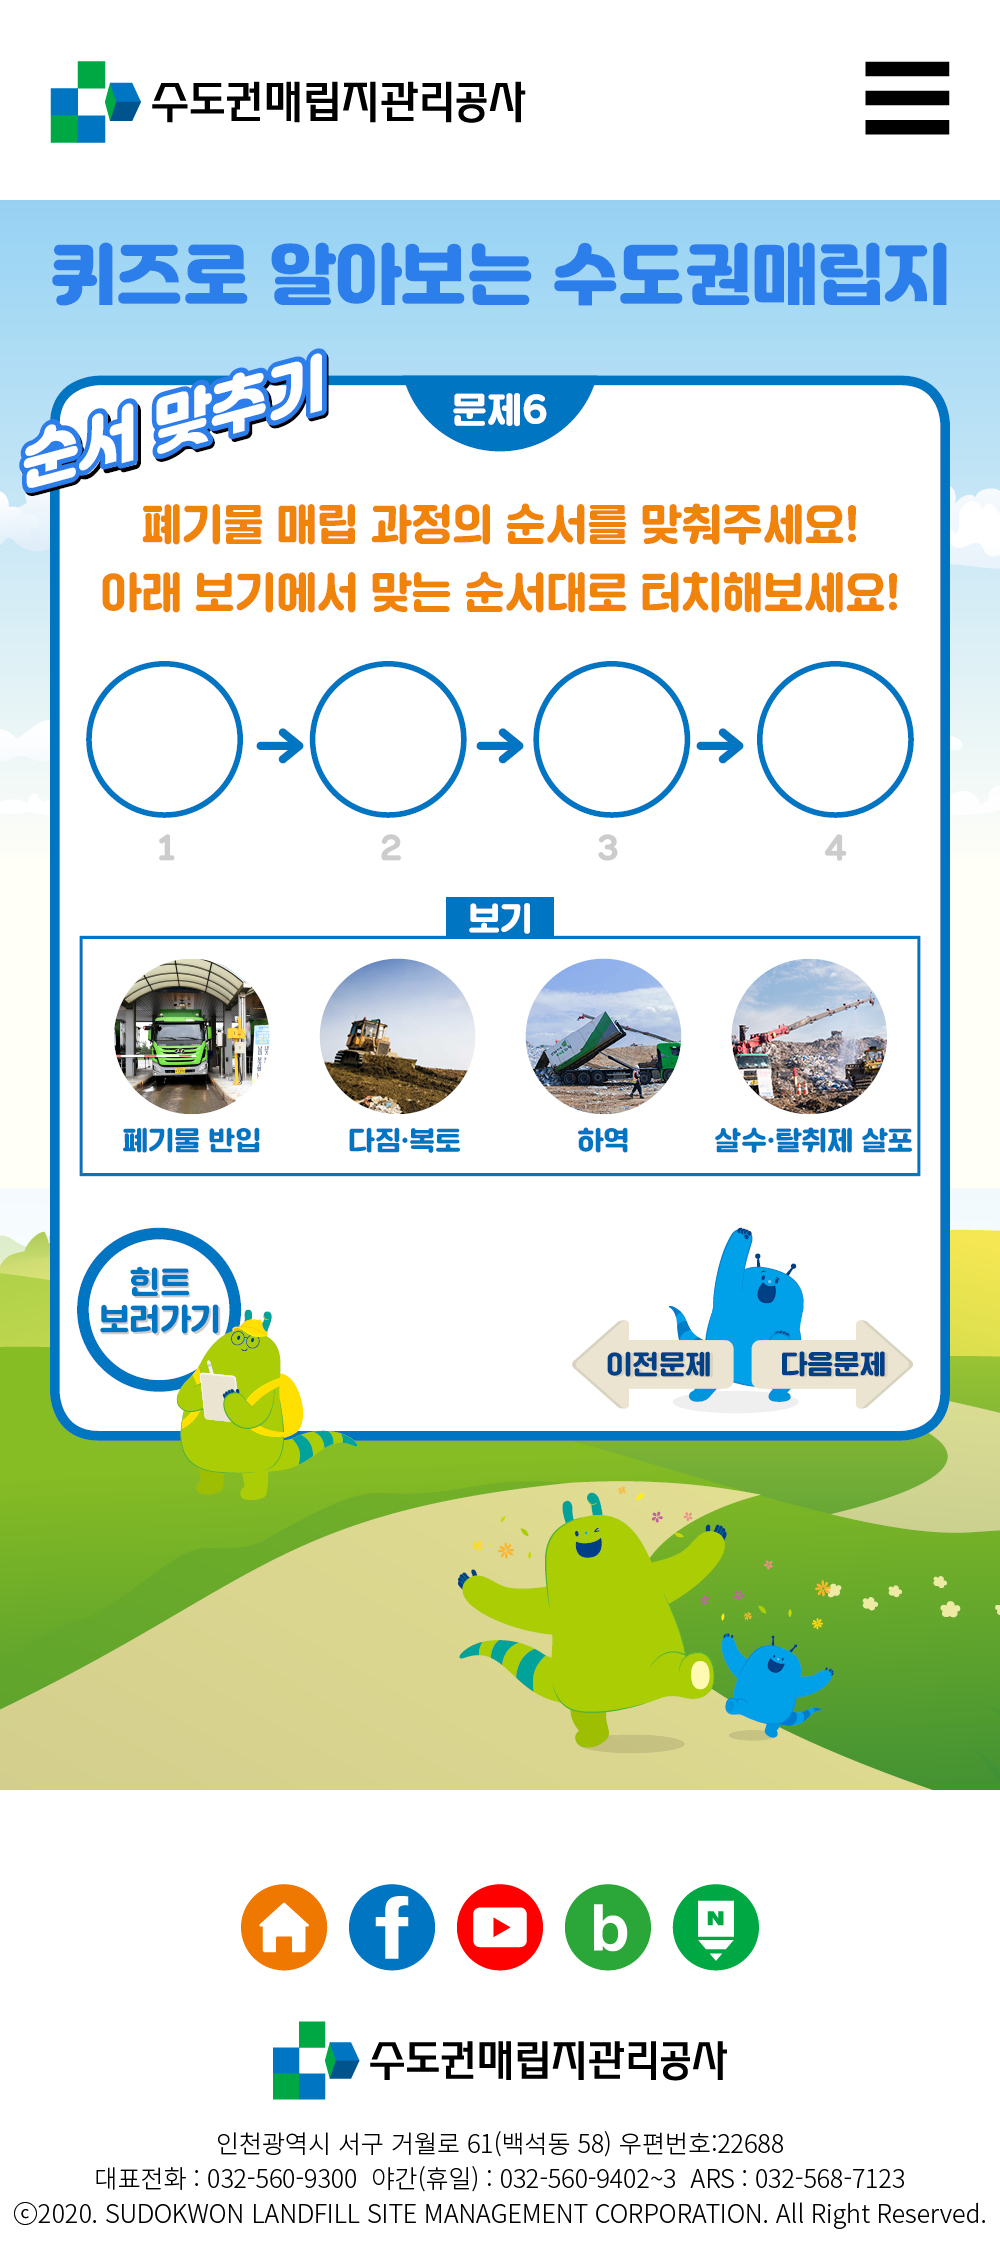 수도권매립지관리공사
퀴즈로 알아보는 수도권매립지
순서 맞추기
문제6
폐기물 매립 과정의 순서를 맞춰주세요!
아래 보기에서 맞는 순서대로 터치해보세요!
1 2 3 4
보기
폐기물 반입 다짐·복토 하역 살수·탈취제 살포
힌트
보러가기
이전문제 다음문제
f b N
수도권매립지관리공사
인천광역시 서구 거월로 61(백석동 58) 우편번호:22688
대표전화 : 032-560-9300 야간(휴일) : 032-560-9402~3 ARS : 032-568-7123
ⓒ2020. SUDOKWON LANDFILL SITE MANAGEMENT CORPORATION. All Right Reserved.